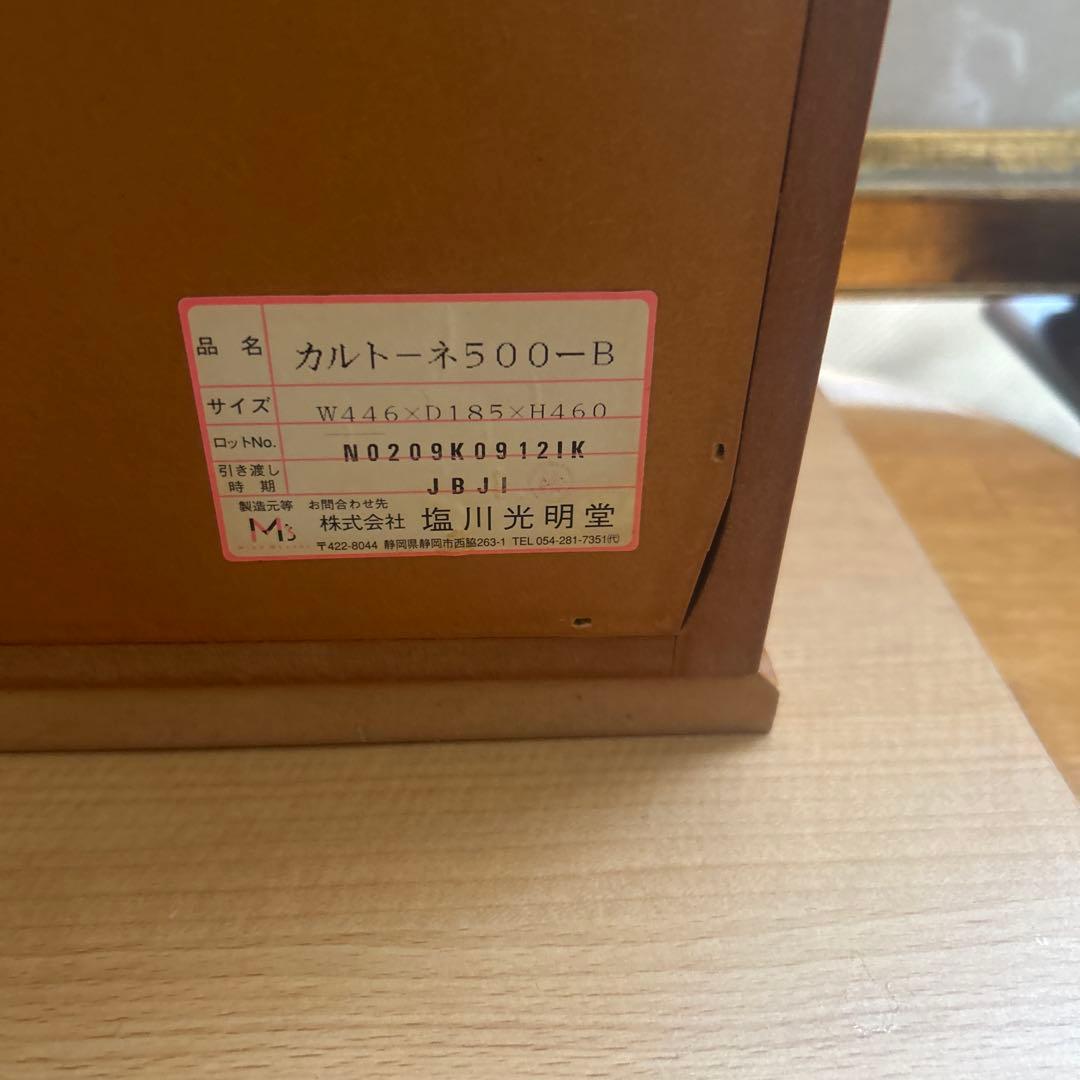 品名 カルトーネ500-B
サイズ W446×D185×H460
ロットNo. N0209K0912IK
引き渡し時期 JBJI
製造元等 お問合わせ先
M's 株式会社 塩川光明堂
〒422-8044 静岡県静岡市西脇263-1 TEL 054-281-7351㈹